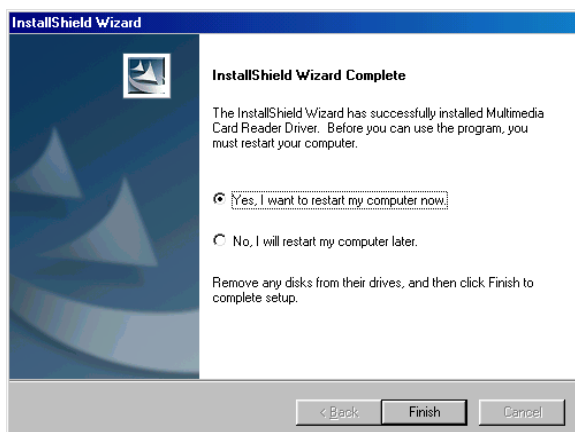 InstallShield Wizard
InstallShield Wizard Complete
The InstallShield Wizard has successfully installed Multimedia
Card Reader Driver. Before you can use the program, you
must restart your computer.
Yes, I want to restart my computer now.
No, I will restart my computer later.
Remove any disks from their drives, and then click Finish to
complete setup.
< Back
Finish
Cancel